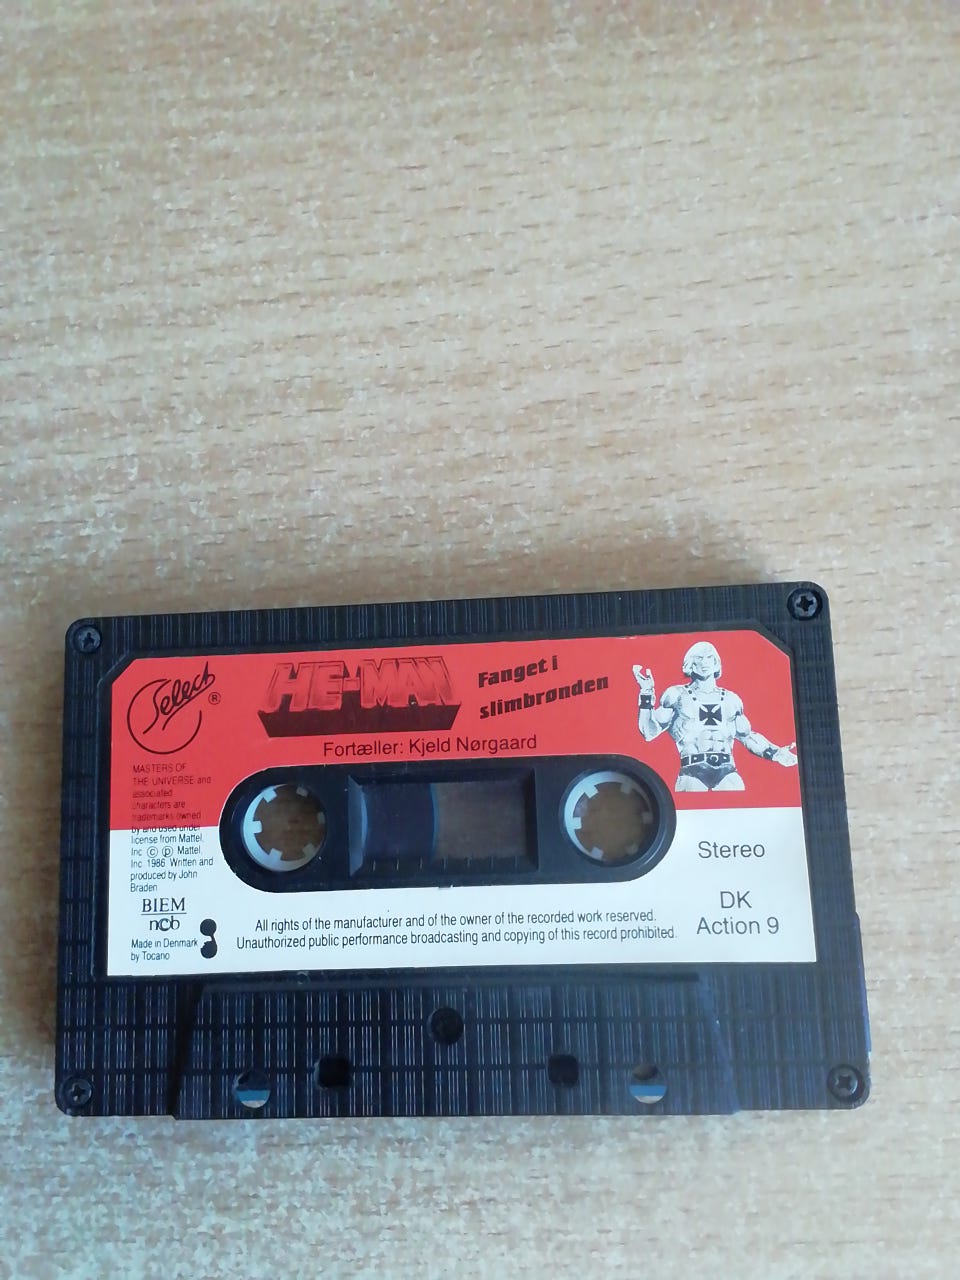 Select ®
HE-MAN
Fanget i
slimbrønden
Fortæller: Kjeld Nørgaard
MASTERS OF
THE UNIVERSE and
associated
characters are
trademarks owned
by and used under
license from Mattel,
Inc © ℗ Mattel,
Inc 1986 Written and
produced by John
Braden
BIEM
ncb
Made in Denmark
by Tocano
All rights of the manufacturer and of the owner of the recorded work reserved.
Unauthorized public performance broadcasting and copying of this record prohibited.
Stereo
DK
Action 9